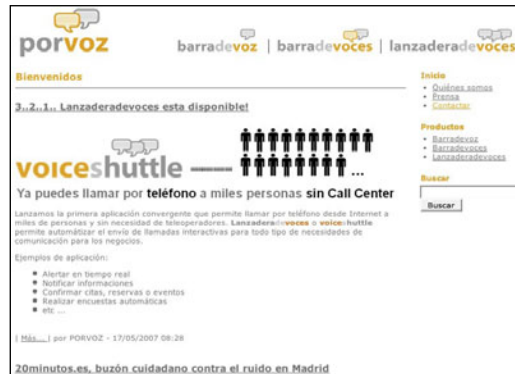 porvoz
barradevoz | barradevoces | lanzaderadevoces
Bienvenidos
3..2..1.. Lanzaderadevoces esta disponible!
voiceshuttle
...
Ya puedes llamar por teléfono a miles personas sin Call Center
Lanzamos la primera aplicación convergente que permite llamar por teléfono desde Internet a
miles de personas y sin necesidad de teleoperadores. Lanzaderadevoces o voiceshuttle
permite automátizar el envío de llamadas interactivas para todo tipo de necesidades de
comunicación para los negocios.
Ejemplos de aplicación:
Alertar en tiempo real
Notificar informaciones
Confirmar citas, reservas o eventos
Realizar encuestas automáticas
etc ...
| Más... | por PORVOZ - 17/05/2007 08:28
20minutos.es, buzón cuidadano contra el ruido en Madrid
Inicio
Quiénes somos
Prensa
Contactar
Productos
Barradevoz
Barradevoces
Lanzaderadevoces
Buscar
Buscar